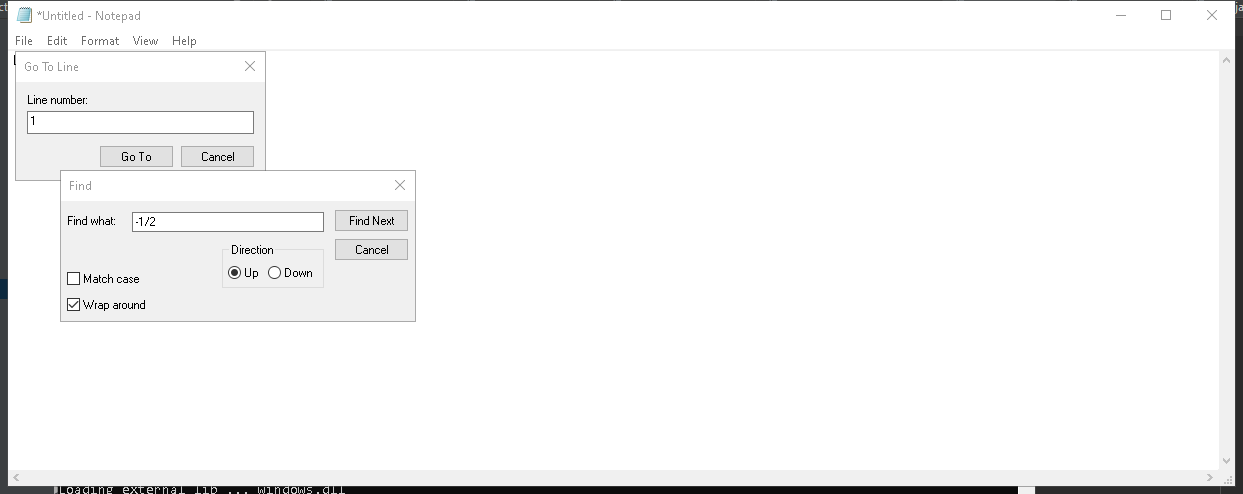 *Untitled - Notepad
File Edit Format View Help
Go To Line
Line number:
1
Go To Cancel
Find
Find what: -1/2 Find Next
Cancel
Direction
Up Down
Match case
Wrap around
Loading external lib ... windows.dll